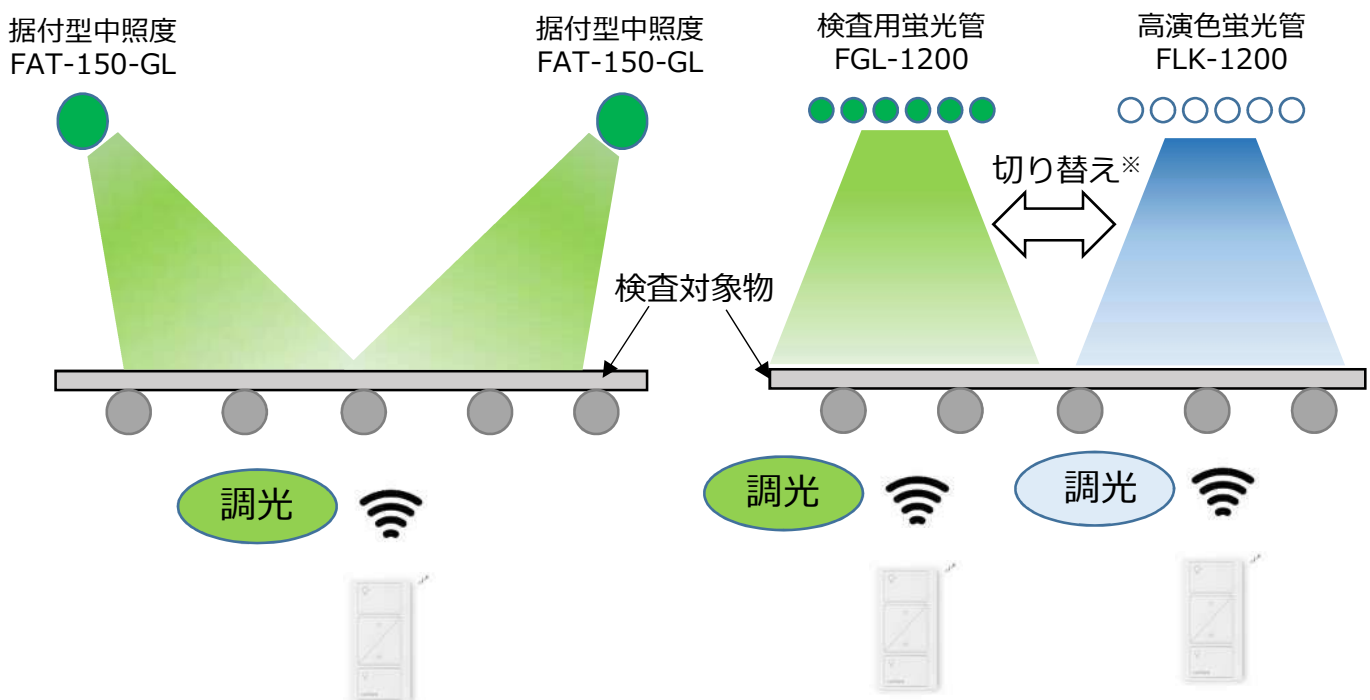 据付型中照度
FAT-150-GL
据付型中照度
FAT-150-GL
検査用蛍光管
FGL-1200
高演色蛍光管
FLK-1200
切り替え※
検査対象物
調光
調光
調光